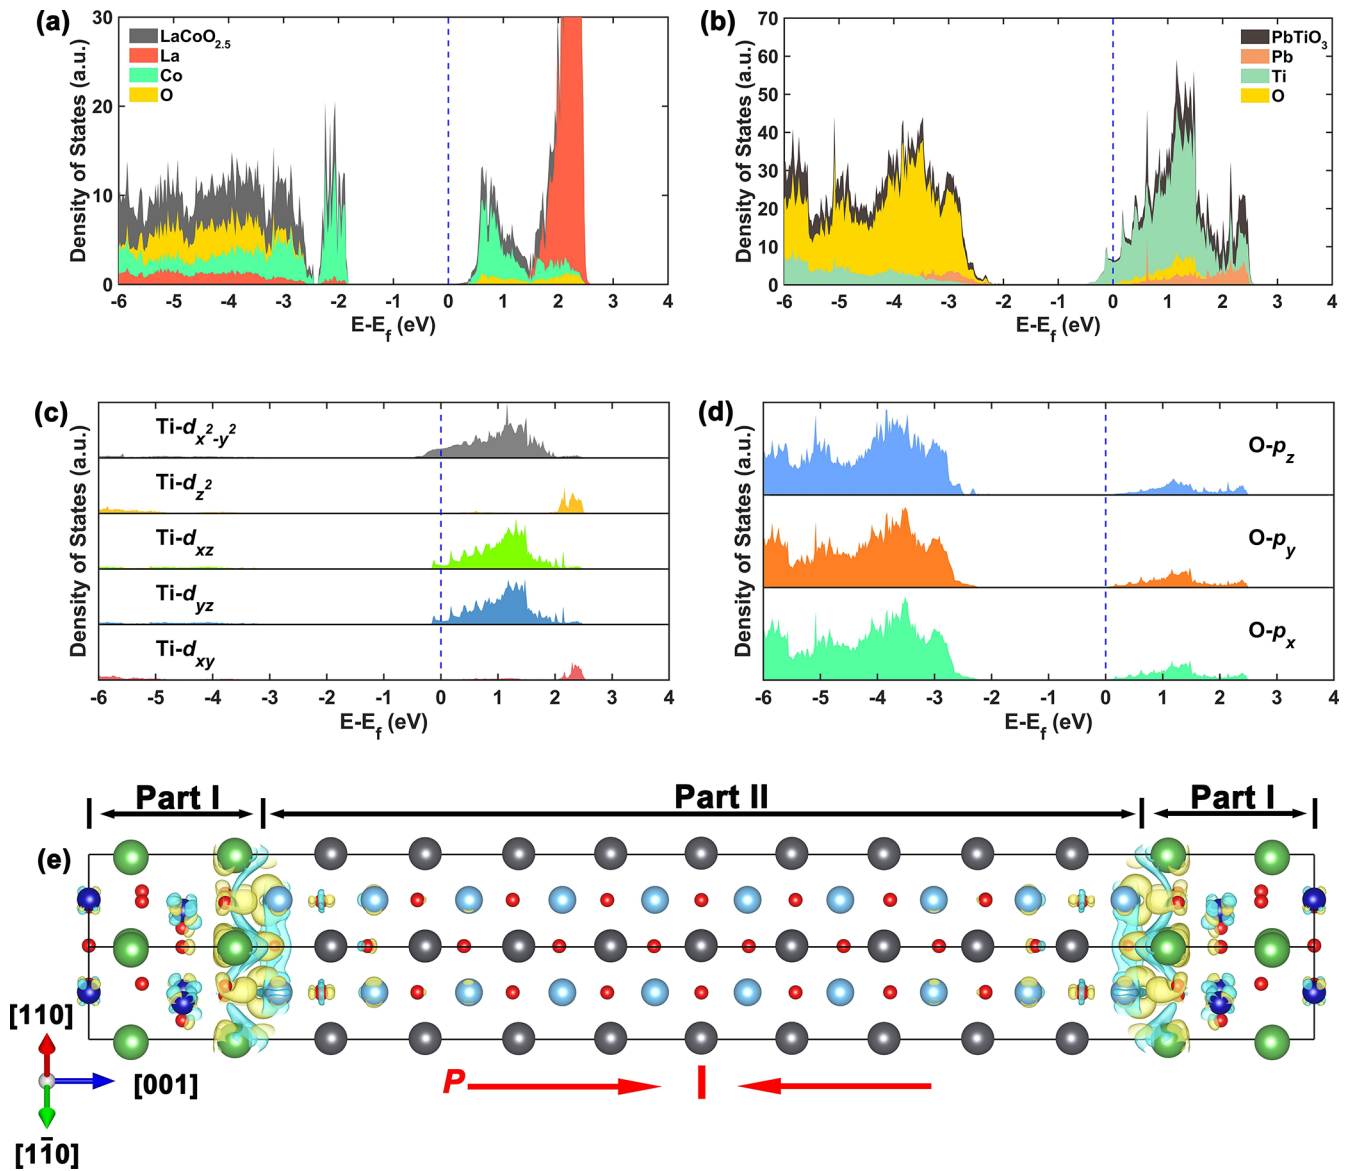 (a)
Density of States (a.u.)
30
20
10
0
LaCoO2.5
La
Co
O
-6 -5 -4 -3 -2 -1 0 1 2 3 4
E-Ef (eV)
(b)
Density of States (a.u.)
70
60
50
40
30
20
10
0
PbTiO3
Pb
Ti
O
-6 -5 -4 -3 -2 -1 0 1 2 3 4
E-Ef (eV)
(c)
Density of States (a.u.)
Ti-dx2-y2
Ti-dz2
Ti-dxz
Ti-dyz
Ti-dxy
-6 -5 -4 -3 -2 -1 0 1 2 3 4
E-Ef (eV)
(d)
Density of States (a.u.)
O-pz
O-py
O-px
-6 -5 -4 -3 -2 -1 0 1 2 3 4
E-Ef (eV)
Part I Part II Part I
(e)
[110]
[001]
[11̄0]
P